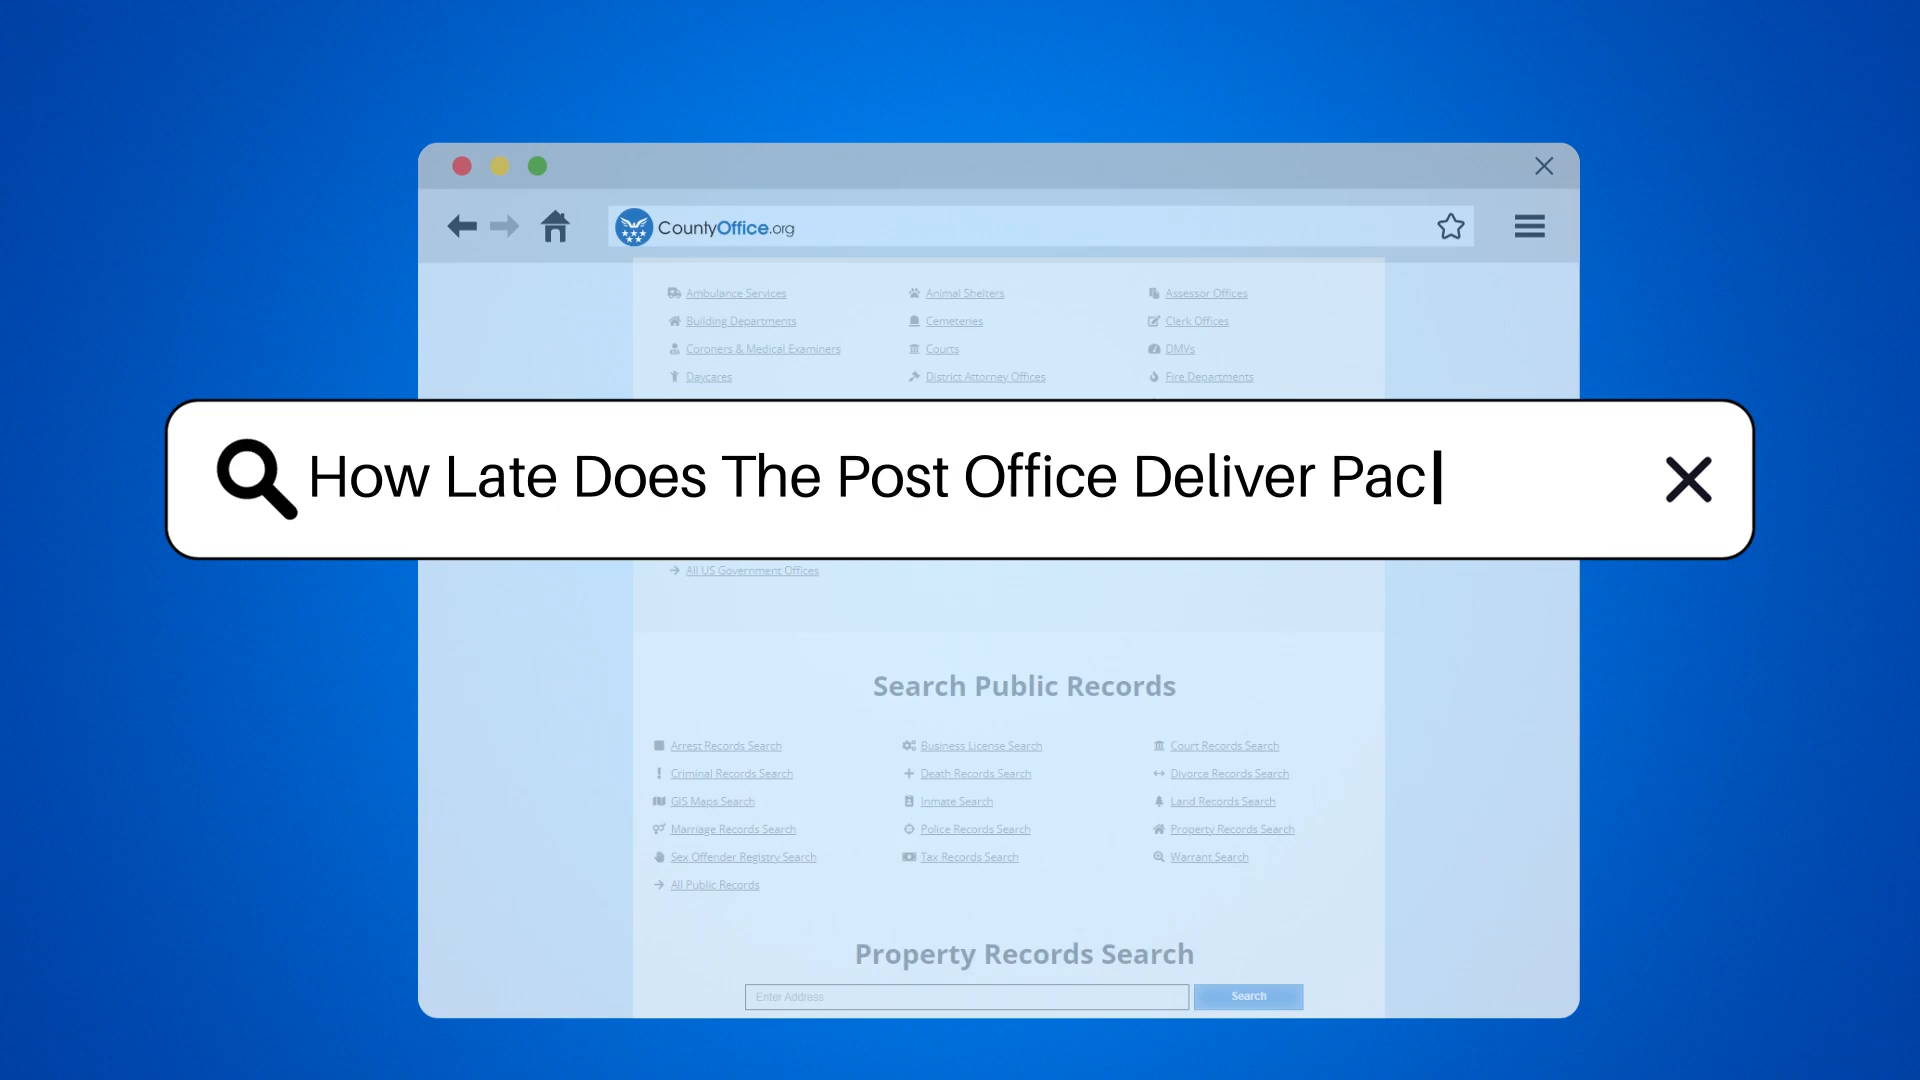 CountyOffice.org
Ambulance Services Animal Shelters Assessor Offices
Building Departments Cemeteries Clerk Offices
Coroners & Medical Examiners Courts DMVs
Daycares District Attorney Offices Fire Departments
How Late Does The Post Office Deliver Pac
All US Government Offices
Search Public Records
Arrest Records Search Business License Search Court Records Search
Criminal Records Search Death Records Search Divorce Records Search
GIS Maps Search Inmate Search Land Records Search
Marriage Records Search Police Records Search Property Records Search
Sex Offender Registry Search Tax Records Search Warrant Search
All Public Records
Property Records Search
Enter Address Search